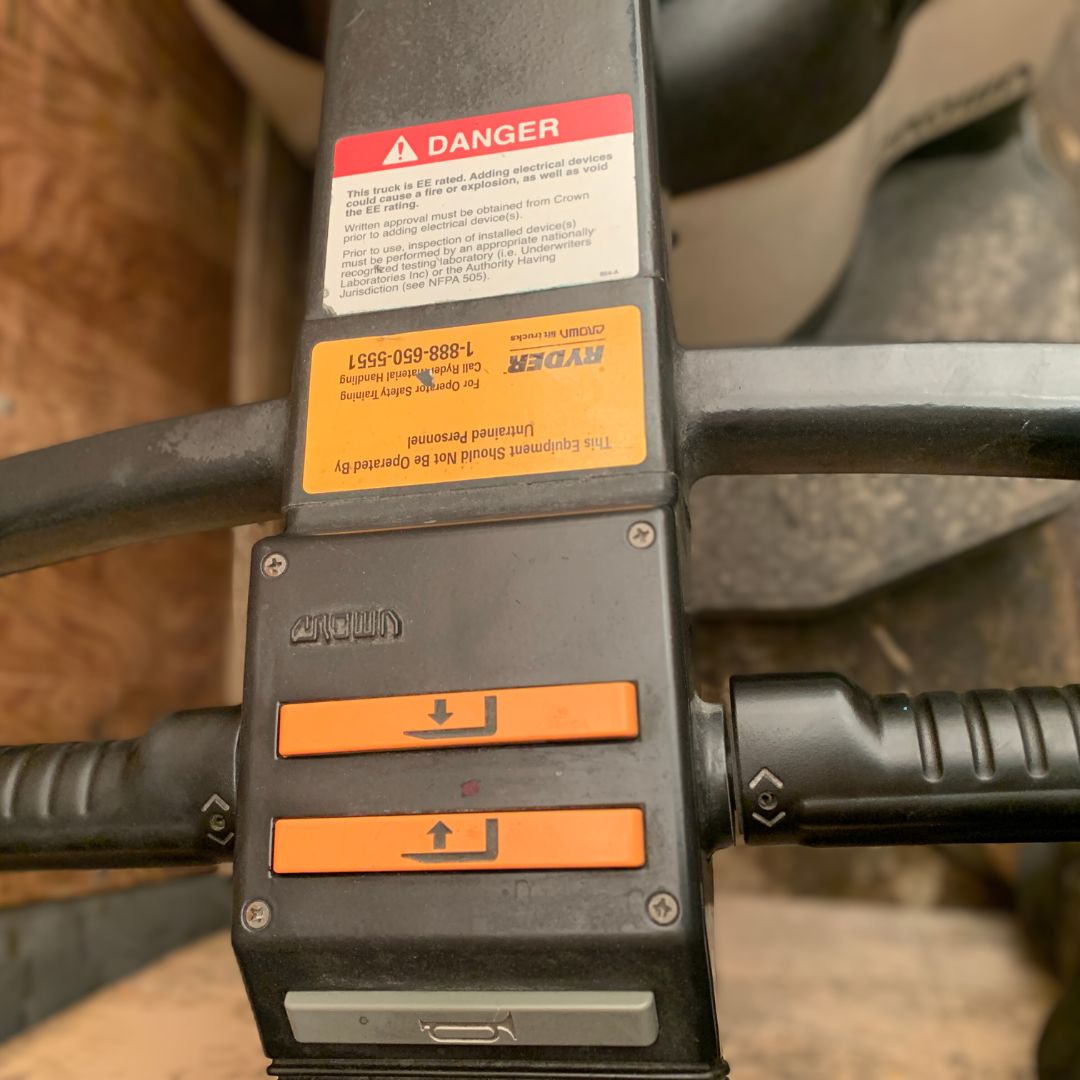 DANGER
This truck is EE rated. Adding electrical devices
could cause a fire or explosion, as well as void
the EE rating.
Written approval must be obtained from Crown
prior to adding electrical device(s).
Prior to use, inspection of installed device(s)
must be performed by an appropriate nationally
recognized testing laboratory (i.e. Underwriters
Laboratories Inc) or the Authority Having
Jurisdiction (see NFPA 505).
This Equipment Should Not Be Operated By
Untrained Personnel
For Operator Safety Training
Call Ryder Material Handling
1-888-650-5551
RYDER
CROWN lift trucks
CROWN